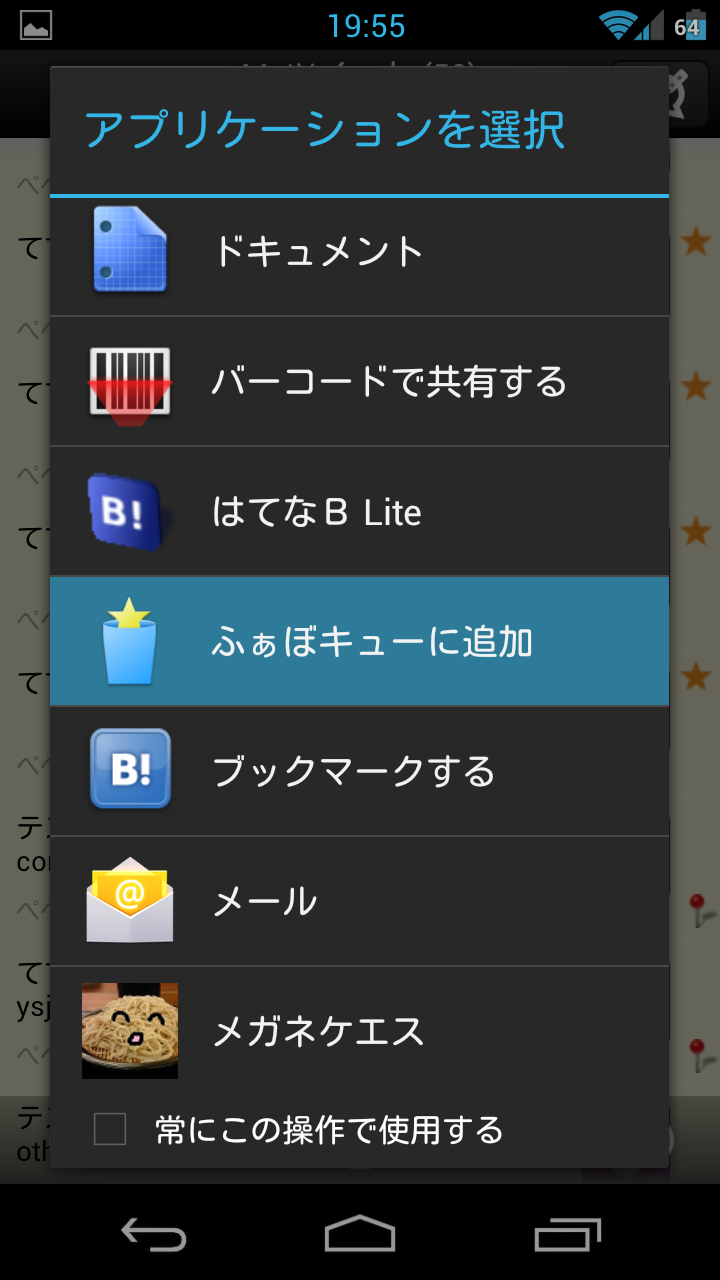 19:55
64
アプリケーションを選択
ドキュメント
バーコードで共有する
B!
はてなB Lite
ふぁぼキューに追加
B!
ブックマークする
@
メール
メガネケエス
常にこの操作で使用する